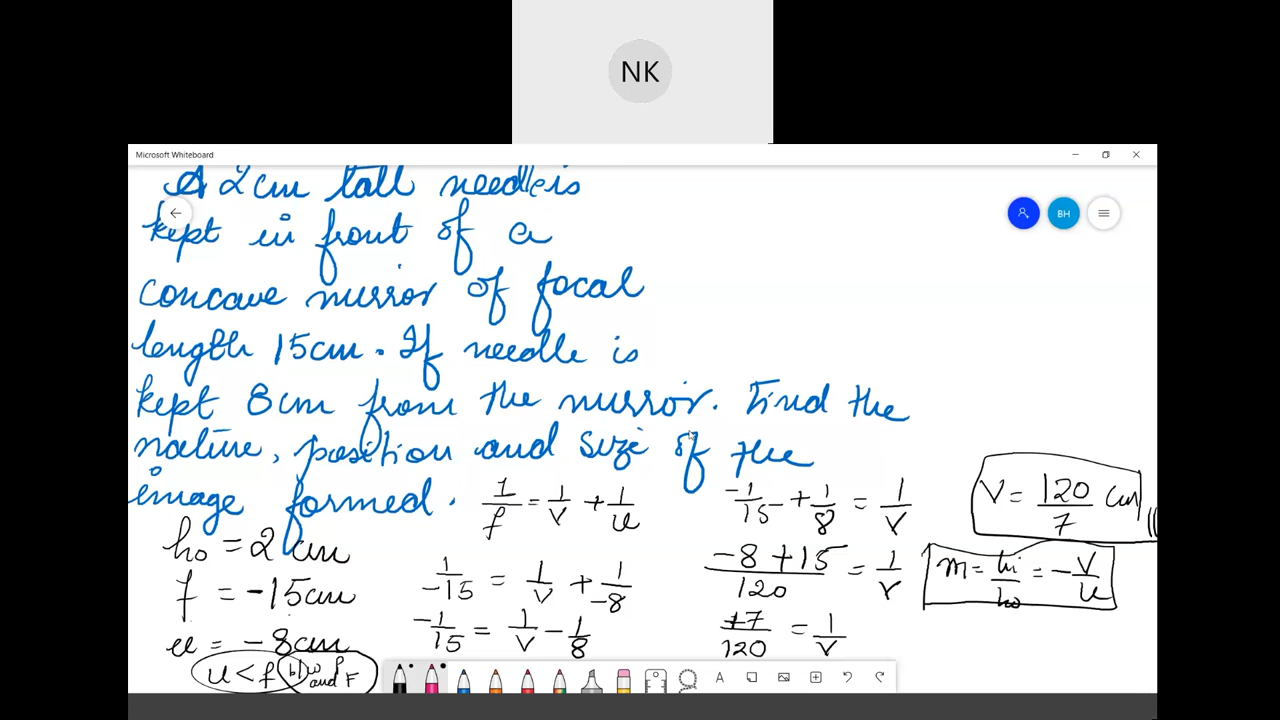 NK
Microsoft Whiteboard
A 2cm tall needle is
kept in front of a
BH
concave mirror of focal
length 15cm. If needle is
kept 8cm from the mirror. Find the
nature, position and size of the
image formed.
1/f = 1/v + 1/u
-1/15 + 1/8 = 1/v
v = 120/7 cm
ho = 2 cm
f = -15cm
u = -8cm
u < f
b/w P and F
1/-15 = 1/v + 1/-8
-1/15 = 1/v - 1/8
-8 + 15/120 = 1/v
+7/120 = 1/v
m = hi/ho = -v/u
A